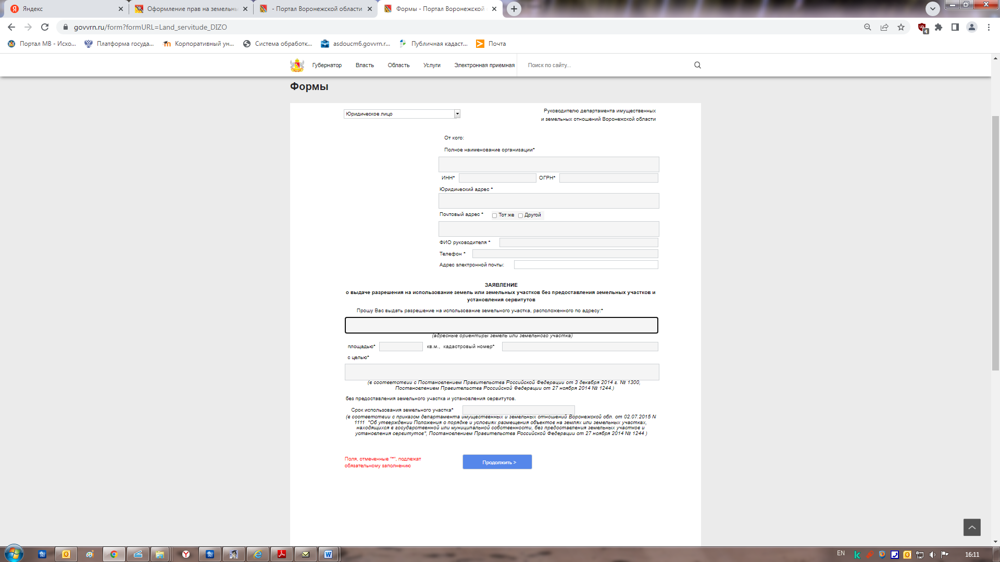 Яндекс
Оформление прав на земельны
- Портал Воронежской области
Формы - Портал Воронежской
govvrn.ru/form?formURL=Land_servitude_DIZO
4
Портал МВ - Исхо...
Платформа госуда...
Корпоративный ун...
Система обработк...
asdoucm6.govvrn.r...
Публичная кадаст...
Почта
Губернатор
Власть
Область
Услуги
Электронная приемная
Поиск по сайту...
Формы
Юридическое лицо
Руководителю департамента имущественных
и земельных отношений Воронежской области
От кого:
Полное наименование организации*
ИНН* ОГРН*
Юридический адрес *
Почтовый адрес * Тот же Другой
ФИО руководителя *
Телефон *
Адрес электронной почты:
ЗАЯВЛЕНИЕ
о выдаче разрешения на использование земель или земельных участков без предоставления земельных участков и
установления сервитутов
Прошу Вас выдать разрешение на использование земельного участка, расположенного по адресу:*
(адресные ориентиры земель или земельного участка)
площадью* кв.м., кадастровый номер*
с целью*
(в соответствии с Постановлением Правительства Российской Федерации от 3 декабря 2014 г. № 1300,
Постановлением Правительства Российской Федерации от 27 ноября 2014 № 1244.)
без предоставления земельного участка и установления сервитутов.
Срок использования земельного участка*
(в соответствии с приказом департамента имущественных и земельных отношений Воронежской обл. от 02.07.2015 N
1111 "Об утверждении Положения о порядке и условиях размещения объектов на землях или земельных участках,
находящихся в государственной или муниципальной собственности, без предоставления земельных участков и
установления сервитутов", Постановлением Правительства Российской Федерации от 27 ноября 2014 № 1244 )
Поля, отмеченные "*", подлежат
обязательному заполнению
Продолжить >
EN
16:11